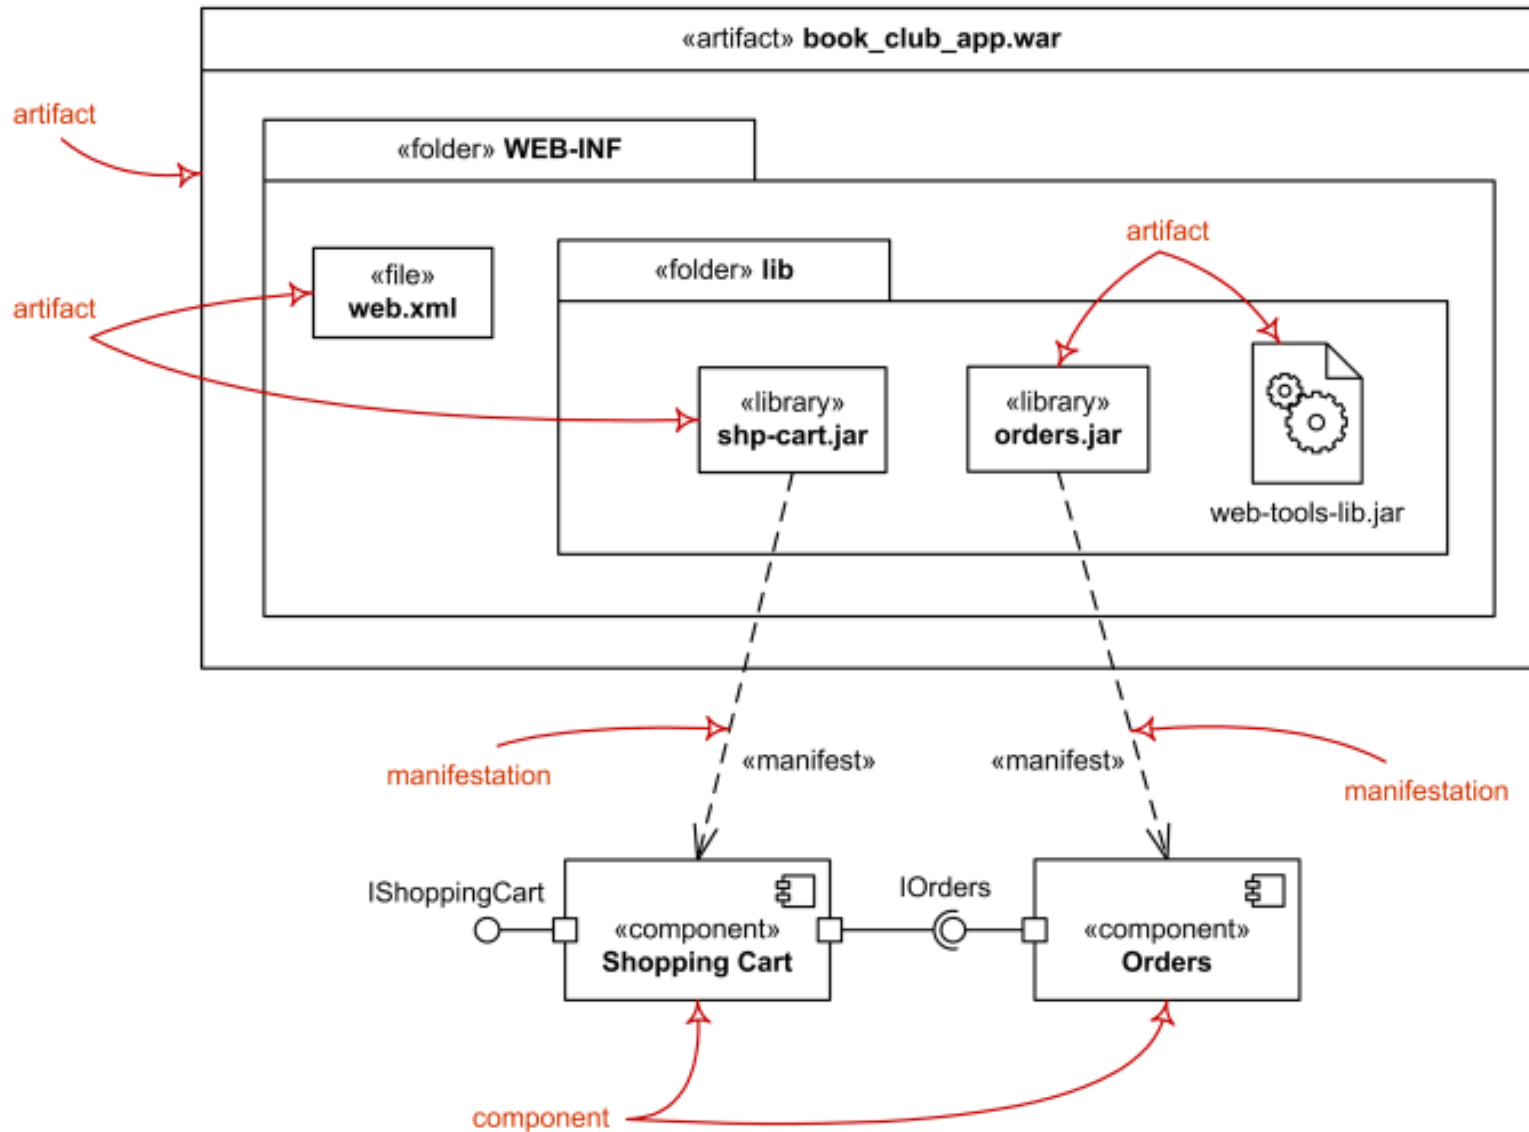 «artifact» book_club_app.war
artifact
«folder» WEB-INF
artifact
«folder» lib
«file»
web.xml
artifact
«library»
shp-cart.jar
«library»
orders.jar
web-tools-lib.jar
«manifest»
«manifest»
manifestation
manifestation
IShoppingCart
IOrders
«component»
Shopping Cart
«component»
Orders
component